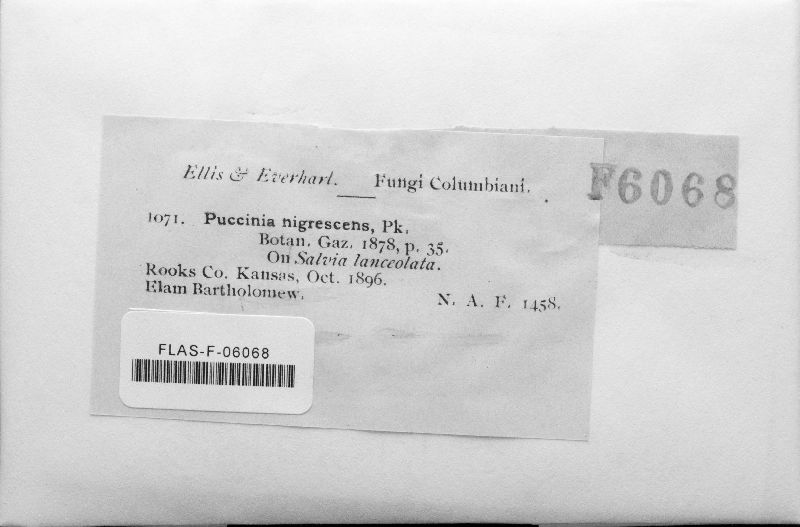 Ellis & Everhart. Fungi Columbiani.
F6068
1071. Puccinia nigrescens, Pk.
Botan. Gaz. 1878, p. 35.
On Salvia lanceolata.
Rooks Co. Kansas, Oct. 1896.
Elam Bartholomew. N. A. F. 1458.
FLAS-F-06068